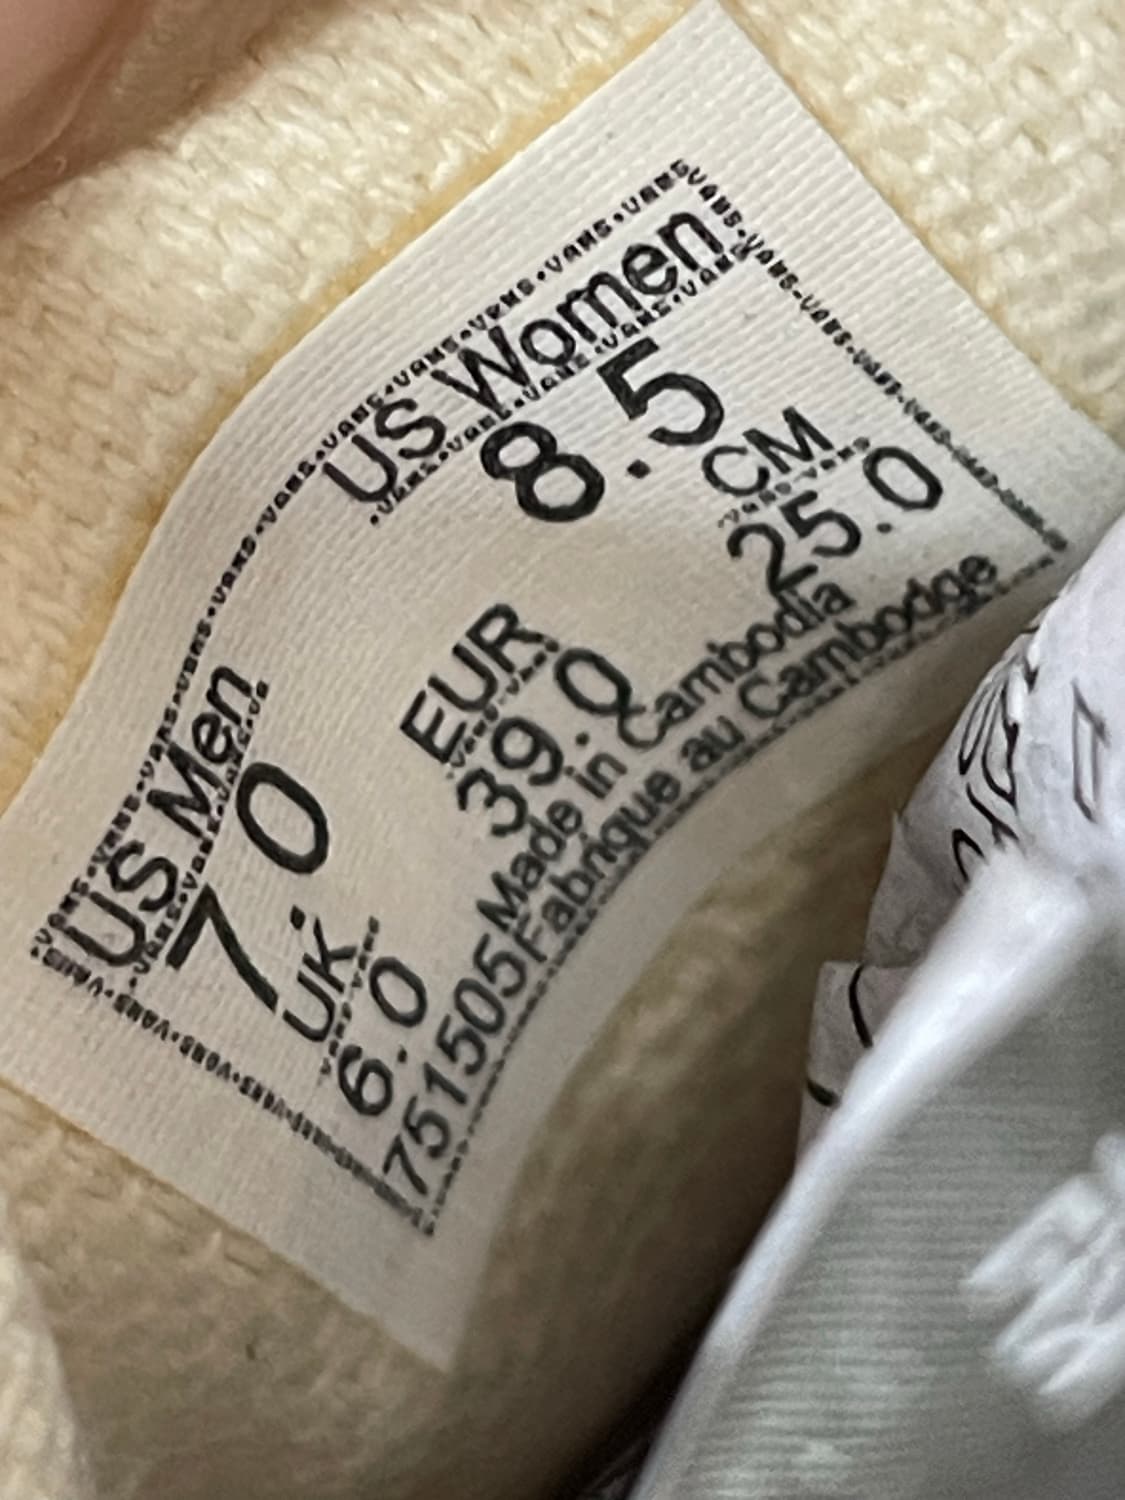 US Men US Women
7.0 8.5
UK EUR CM
6.0 39.0 25.0
751505 Made in Cambodia
Fabrique au Cambodge